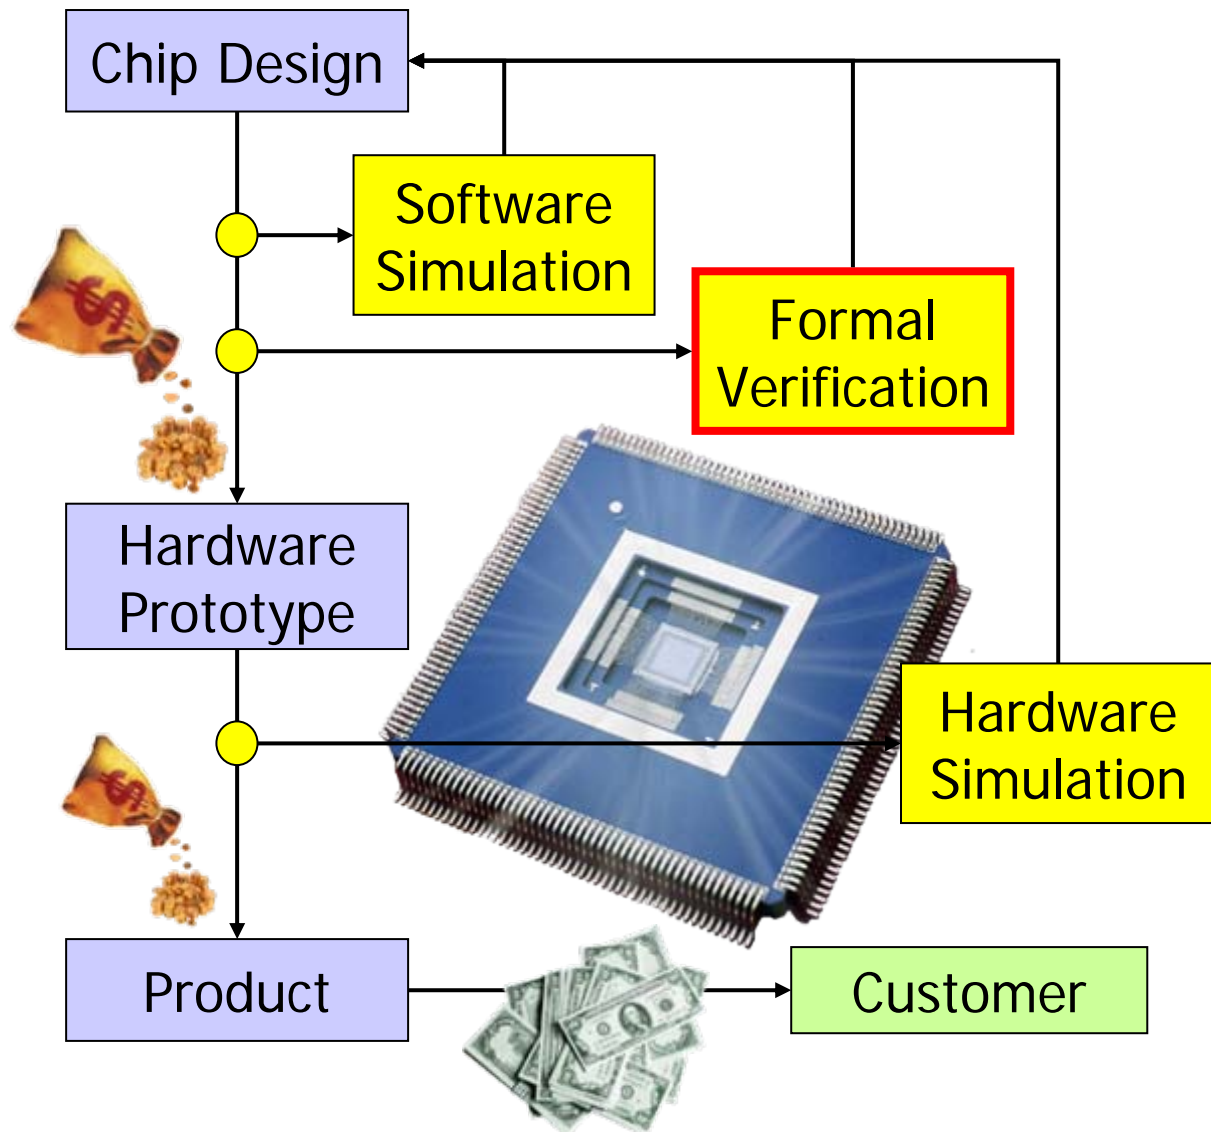 Chip Design
Software
Simulation
$
Formal
Verification
Hardware
Prototype
Hardware
Simulation
$
Product
Customer